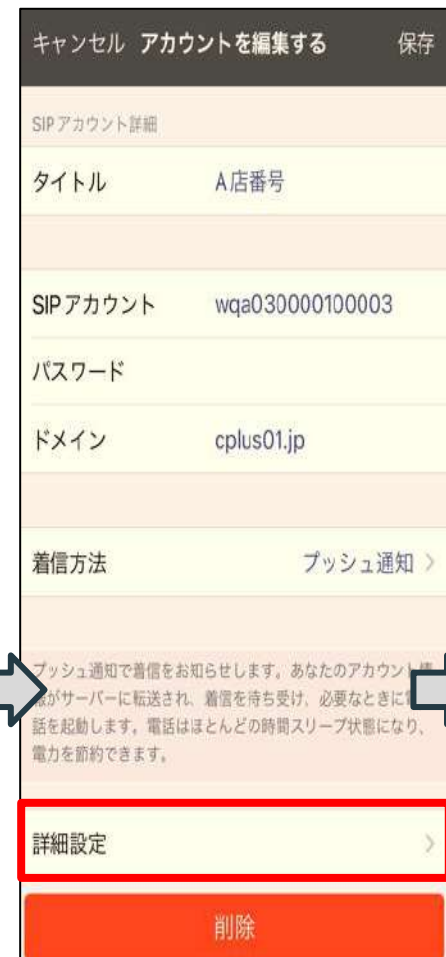 キャンセル アカウントを編集する 保存
SIPアカウント詳細
タイトル A店番号
SIPアカウント wqa030000100003
パスワード
ドメイン cplus01.jp
着信方法 プッシュ通知 >
プッシュ通知で着信をお知らせします。あなたのアカウント情
がサーバーに転送され、着信を待ち受け、必要なときに
話を起動します。電話はほとんどの時間スリープ状態になり、
電力を節約できます。
詳細設定 >
削除